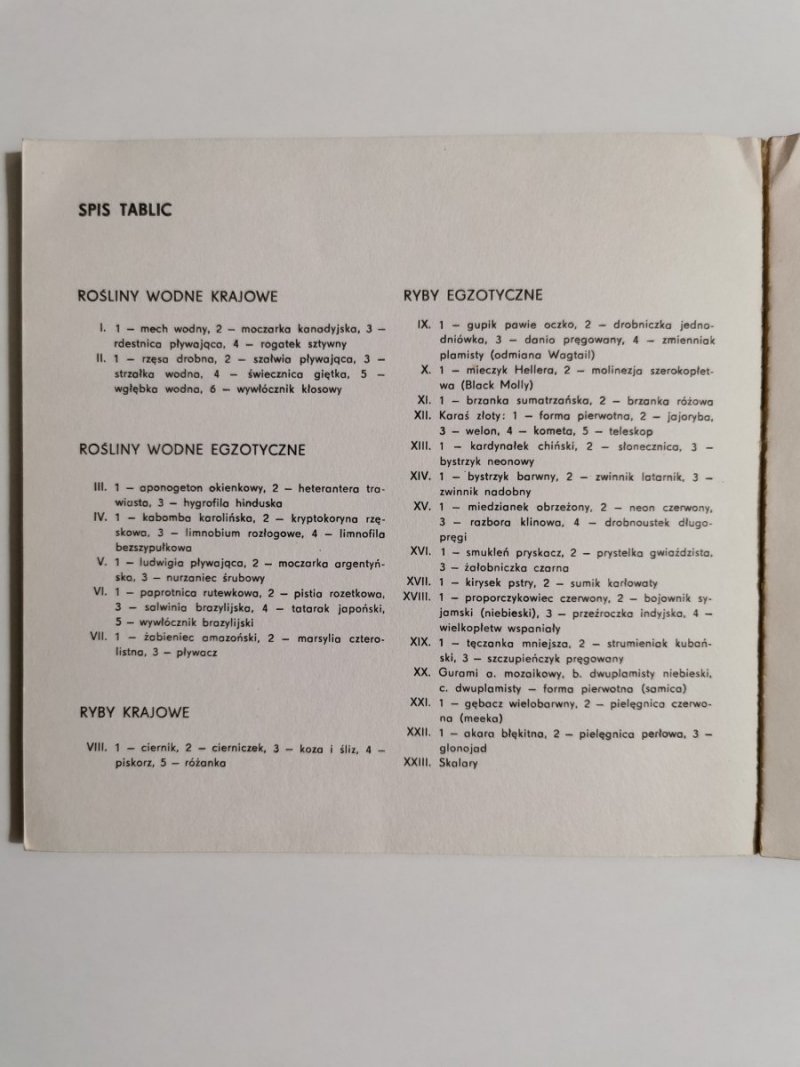 SPIS TABLIC
ROŚLINY WODNE KRAJOWE
I. 1 – mech wodny, 2 – moczarka kanadyjska, 3 –
rdestnica pływająca, 4 – rogatek sztywny
II. 1 – rzęsa drobna, 2 – szalwia pływająca, 3 –
strzałka wodna, 4 – świecznica giętka, 5 –
wgłębka wodna, 6 – wywłócznik kłosowy
ROŚLINY WODNE EGZOTYCZNE
III. 1 – aponogeton okienkowy, 2 – heterantera tra-
wiasta, 3 – hygrofila hinduska
IV. 1 – kabomba karolińska, 2 – kryptokoryna rzę-
skowa, 3 – limnobium rozłogowe, 4 – limnofila
bezszypułkowa
V. 1 – ludwigia pływająca, 2 – moczarka argentyń-
ska, 3 – nurzaniec śrubowy
VI. 1 – paprotnica rutewkowa, 2 – pistia rozetkowa,
3 – salwinia brazylijska, 4 – tatarak japoński,
5 – wywłócznik brazylijski
VII. 1 – żabieniec amazoński, 2 – marsylia cztero-
listna, 3 – pływacz
RYBY KRAJOWE
VIII. 1 – ciernik, 2 – cierniczek, 3 – koza i śliz, 4 –
piskorz, 5 – różanka
RYBY EGZOTYCZNE
IX. 1 – gupik pawie oczko, 2 – drobniczka jedno-
dniówka, 3 – danio pręgowany, 4 – zmienniak
plamisty (odmiana Wagtail)
X. 1 – mieczyk Hellera, 2 – molinezja szerokopłet-
wa (Black Molly)
XI. 1 – brzanka sumatrzańska, 2 – brzanka różowa
XII. Karaś złoty: 1 – forma pierwotna, 2 – jajoryba,
3 – welon, 4 – kometa, 5 – teleskop
XIII. 1 – kardynałek chiński, 2 – słonecznica, 3 –
bystrzyk neonowy
XIV. 1 – bystrzyk barwny, 2 – zwinnik latarnik, 3 –
zwinnik nadobny
XV. 1 – miedzianek obrzeżony, 2 – neon czerwony,
3 – razbora klinowa, 4 – drobnoustek długo-
pręgi
XVI. 1 – smukleń pryskacz, 2 – prystelka gwiaździsta,
3 – żałobniczka czarna
XVII. 1 – kirysek pstry, 2 – sumik karłowaty
XVIII. 1 – proporczykowiec czerwony, 2 – bojownik sy-
jamski (niebieski), 3 – przeźroczka indyjska, 4 –
wielkopłetw wspaniały
XIX. 1 – tęczanka mniejsza, 2 – strumieniak kubań-
ski, 3 – szczupieńczyk pręgowany
XX. Gurami a. mozaikowy, b. dwuplamisty niebieski,
c. dwuplamisty – forma pierwotna (samica)
XXI. 1 – gębacz wielobarwny, 2 – pielęgnica czerwo-
na (meeka)
XXII. 1 – akara błękitna, 2 – pielęgnica perłowa, 3 –
glonojad
XXIII. Skalary